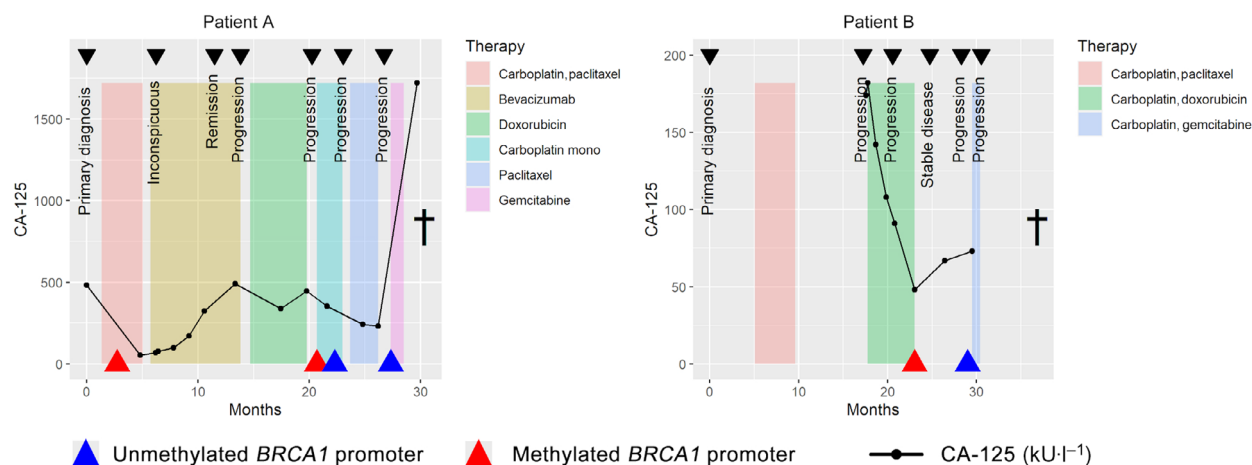 Patient A
CA-125
1500
1000
500
0
Primary diagnosis
Inconspicuous
Remission
Progression
Progression
Progression
Progression
0
10
20
30
Months
Therapy
Carboplatin, paclitaxel
Bevacizumab
Doxorubicin
Carboplatin mono
Paclitaxel
Gemcitabine
Patient B
CA-125
200
150
100
50
0
Primary diagnosis
Progression
Progression
Stable disease
Progression
Progression
0
10
20
30
Months
Therapy
Carboplatin, paclitaxel
Carboplatin, doxorubicin
Carboplatin, gemcitabine
Unmethylated BRCA1 promoter
Methylated BRCA1 promoter
CA-125 (kU·l⁻¹)